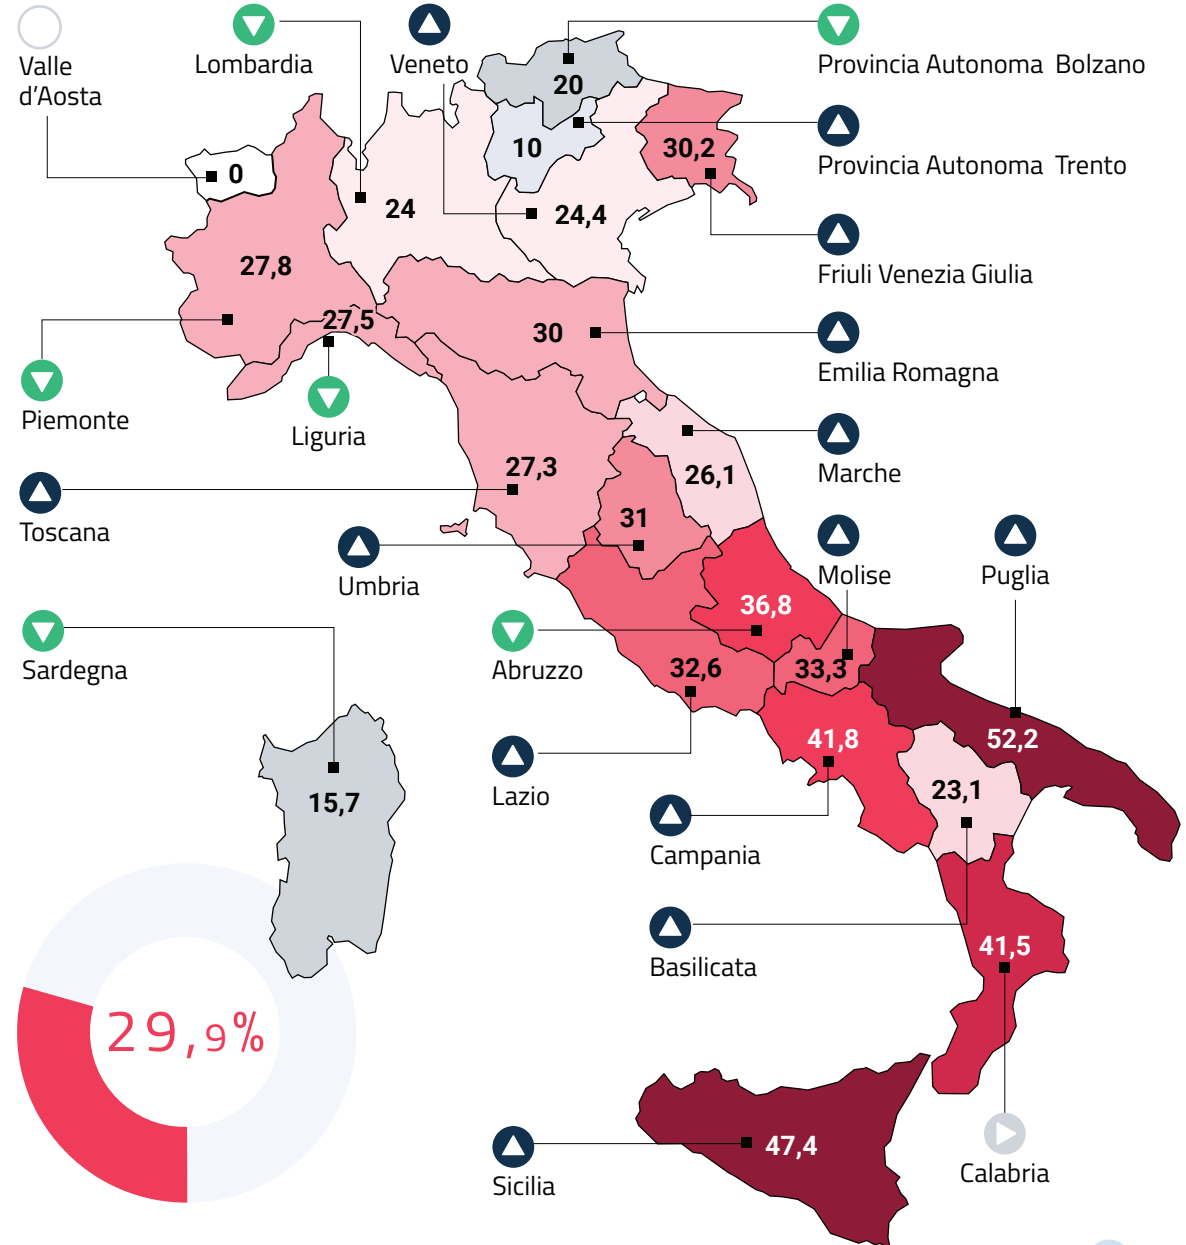 Valle
d’Aosta
Lombardia
Veneto
Provincia Autonoma Bolzano
20
Provincia Autonoma Trento
10
30,2
0
24
24,4
Friuli Venezia Giulia
27,8
27,5
30
Emilia Romagna
Piemonte
Liguria
Marche
27,3
26,1
Toscana
31
Umbria
Molise
Puglia
36,8
Sardegna
Abruzzo
32,6
33,3
41,8
52,2
Lazio
15,7
23,1
Campania
Basilicata
41,5
29,9%
47,4
Sicilia
Calabria